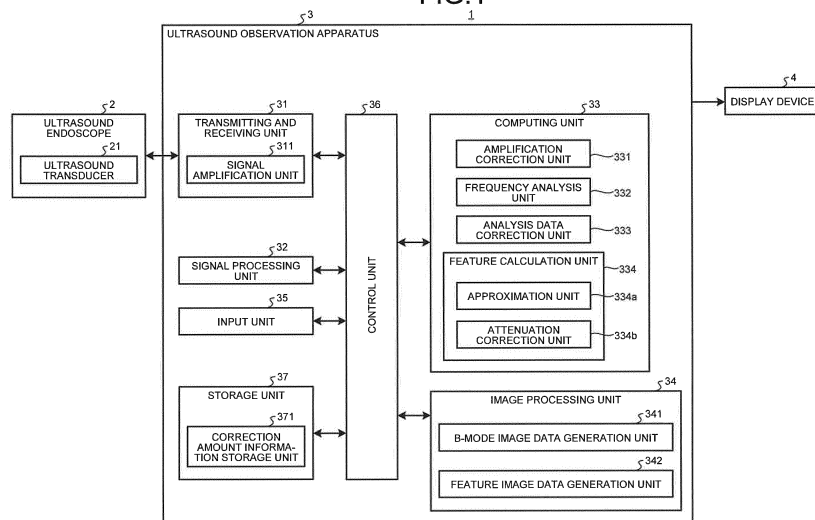 FIG.1
1
3
ULTRASOUND OBSERVATION APPARATUS
2
ULTRASOUND
ENDOSCOPE
21
ULTRASOUND
TRANSDUCER
31
TRANSMITTING AND
RECEIVING UNIT
311
SIGNAL
AMPLIFICATION UNIT
32
SIGNAL PROCESSING
UNIT
35
INPUT UNIT
37
STORAGE UNIT
371
CORRECTION
AMOUNT INFORMA-
TION STORAGE UNIT
36
CONTROL UNIT
33
COMPUTING UNIT
AMPLIFICATION
CORRECTION UNIT
331
FREQUENCY ANALYSIS
UNIT
332
ANALYSIS DATA
CORRECTION UNIT
333
FEATURE CALCULATION UNIT
334
APPROXIMATION UNIT
334a
ATTENUATION
CORRECTION UNIT
334b
34
IMAGE PROCESSING UNIT
341
B-MODE IMAGE DATA GENERATION UNIT
342
FEATURE IMAGE DATA GENERATION UNIT
4
DISPLAY DEVICE